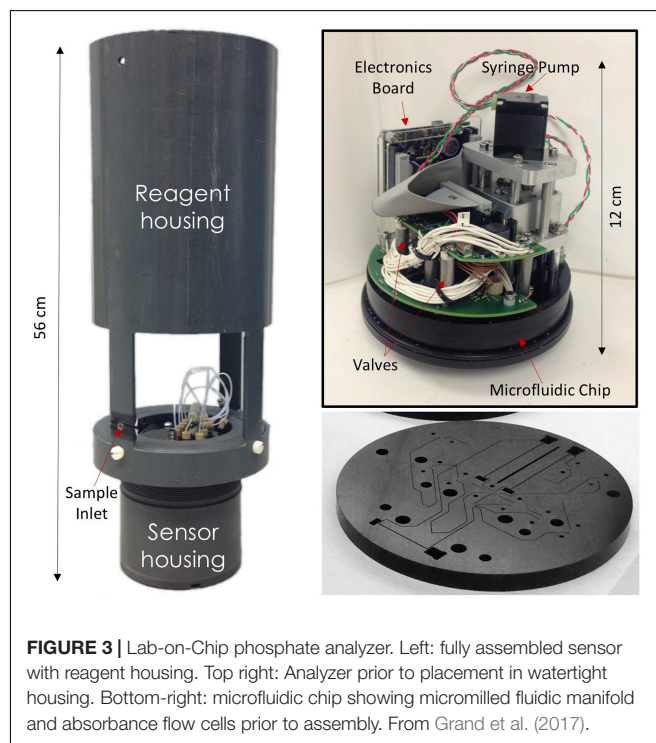 56 cm
Reagent
housing
Sample
Inlet
Sensor
housing
Electronics
Board
Syringe Pump
12 cm
Valves
Microfluidic Chip
FIGURE 3 | Lab-on-Chip phosphate analyzer. Left: fully assembled sensor
with reagent housing. Top right: Analyzer prior to placement in watertight
housing. Bottom-right: microfluidic chip showing micromilled fluidic manifold
and absorbance flow cells prior to assembly. From Grand et al. (2017).